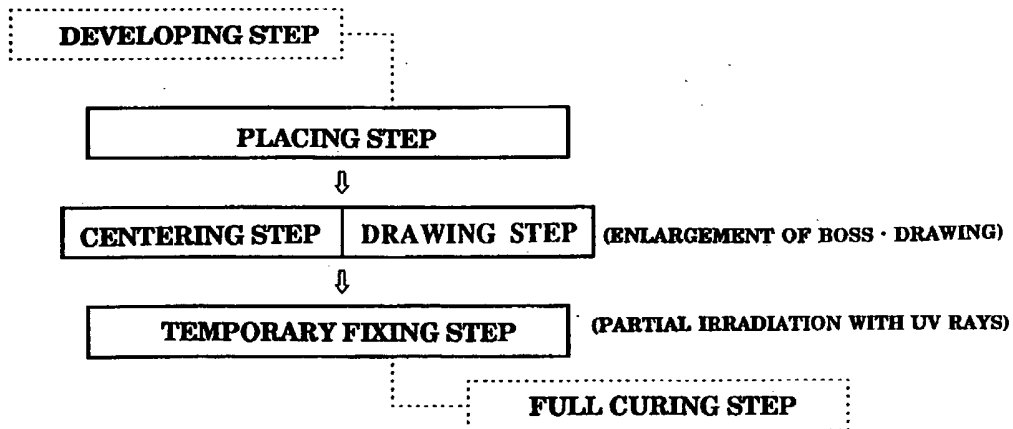 DEVELOPING STEP
PLACING STEP
CENTERING STEP DRAWING STEP (ENLARGEMENT OF BOSS · DRAWING)
TEMPORARY FIXING STEP (PARTIAL IRRADIATION WITH UV RAYS)
FULL CURING STEP